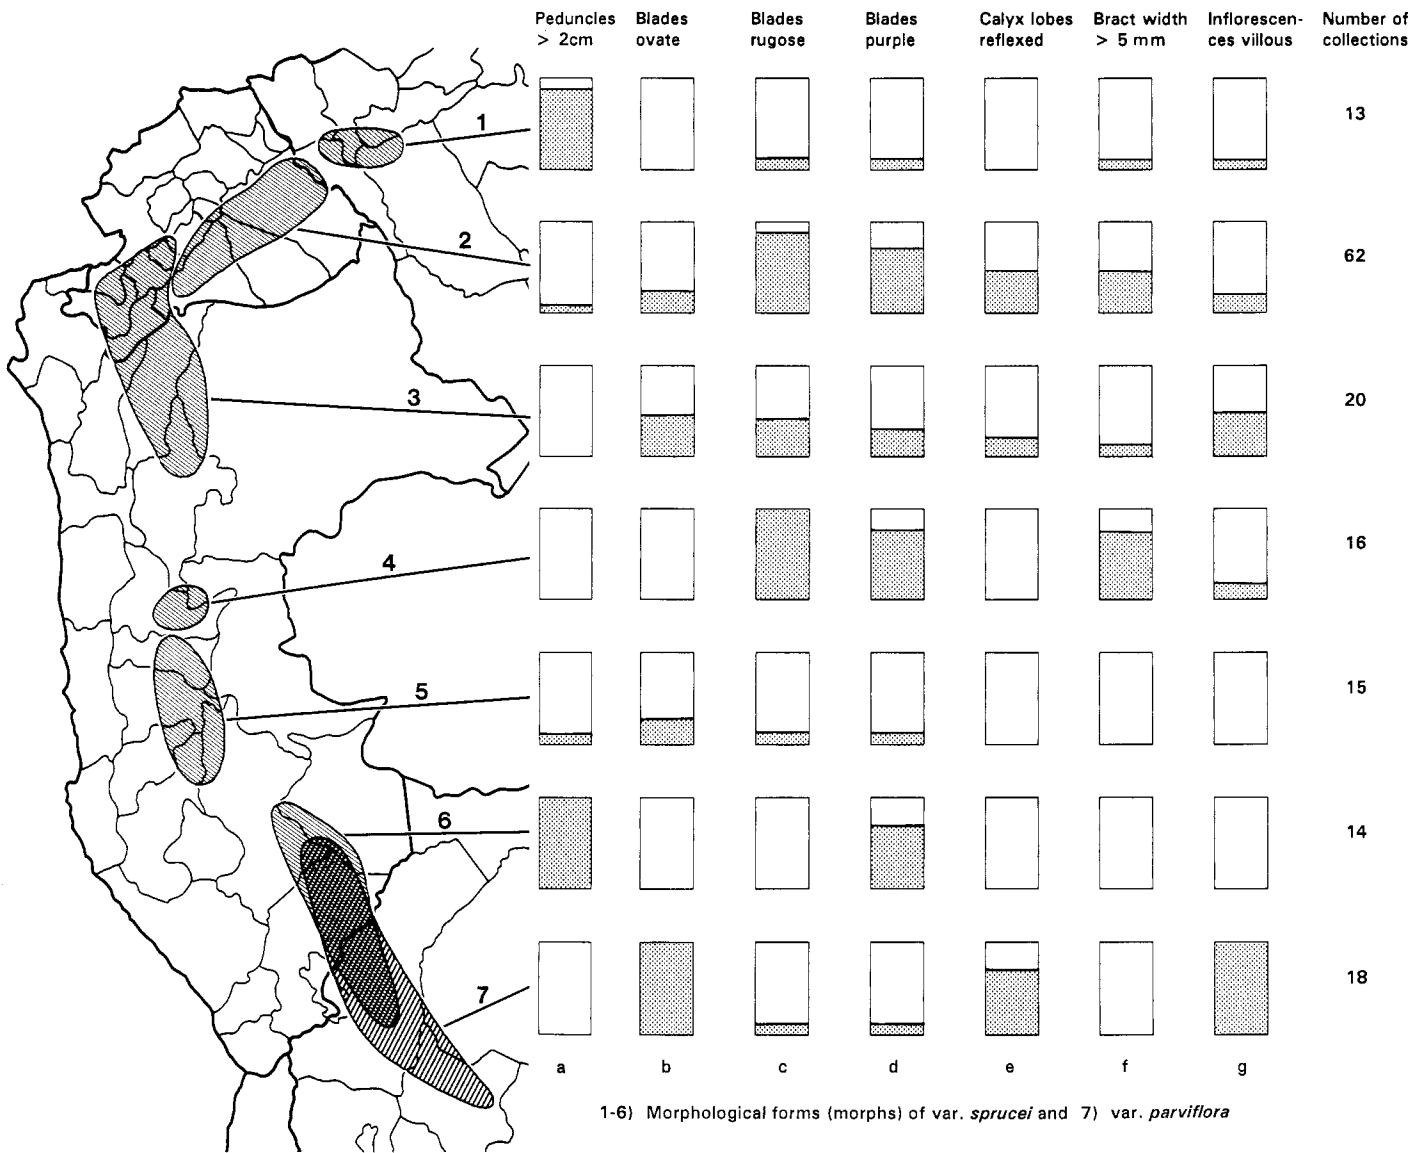 Peduncles Blades Blades Blades Calyx lobes Bract width Inflorescen- Number of
> 2cm ovate rugose purple reflexed > 5 mm ces villous collections
1 13
2 62
3 20
4 16
5 15
6 14
7 18
a b c d e f g
1-6) Morphological forms (morphs) of var. sprucei and 7) var. parviflora